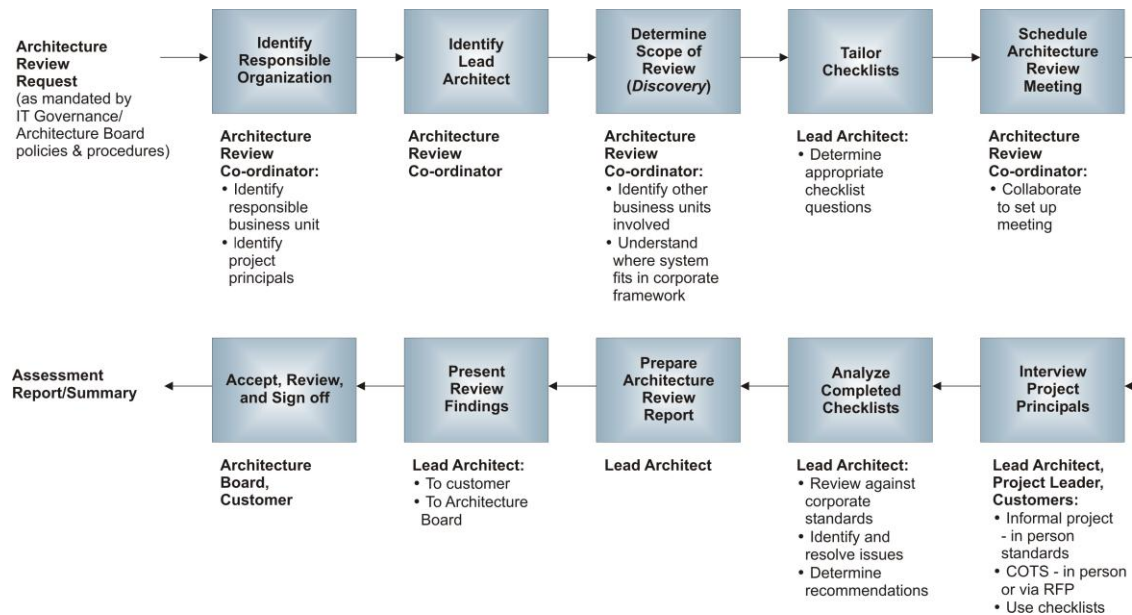 Architecture
Review
Request
(as mandated by
IT Governance/
Architecture Board
policies & procedures)
Identify
Responsible
Organization
Architecture
Review
Co-ordinator:
• Identify
responsible
business unit
• Identify
project
principals
Identify
Lead
Architect
Architecture
Review
Co-ordinator
Determine
Scope of
Review
(Discovery)
Architecture
Review
Co-ordinator:
• Identify other
business units
involved
• Understand
where system
fits in corporate
framework
Tailor
Checklists
Lead Architect:
• Determine
appropriate
checklist
questions
Schedule
Architecture
Review
Meeting
Architecture
Review
Co-ordinator:
• Collaborate
to set up
meeting
Interview
Project
Principals
Lead Architect,
Project Leader,
Customers:
• Informal project
- in person
standards
• COTS - in person
or via RFP
• Use checklists
Analyze
Completed
Checklists
Lead Architect:
• Review against
corporate
standards
• Identify and
resolve issues
• Determine
recommendations
Prepare
Architecture
Review
Report
Lead Architect
Present
Review
Findings
Lead Architect:
• To customer
• To Architecture
Board
Accept, Review,
and Sign off
Architecture
Board,
Customer
Assessment
Report/Summary